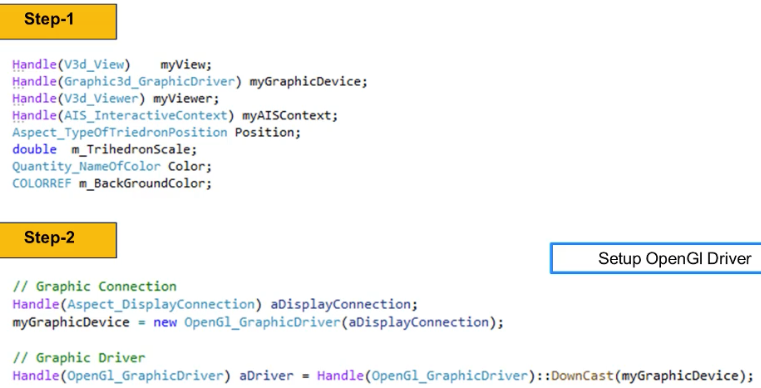 Step-1
Handle(V3d_View)    myView;
Handle(Graphic3d_GraphicDriver) myGraphicDevice;
Handle(V3d_Viewer) myViewer;
Handle(AIS_InteractiveContext) myAISContext;
Aspect_TypeOfTriedronPosition Position;
double  m_TrihedronScale;
Quantity_NameOfColor Color;
COLORREF m_BackGroundColor;
Step-2
Setup OpenGl Driver
// Graphic Connection
Handle(Aspect_DisplayConnection) aDisplayConnection;
myGraphicDevice = new OpenGl_GraphicDriver(aDisplayConnection);
// Graphic Driver
Handle(OpenGl_GraphicDriver) aDriver = Handle(OpenGl_GraphicDriver)::DownCast(myGraphicDevice);